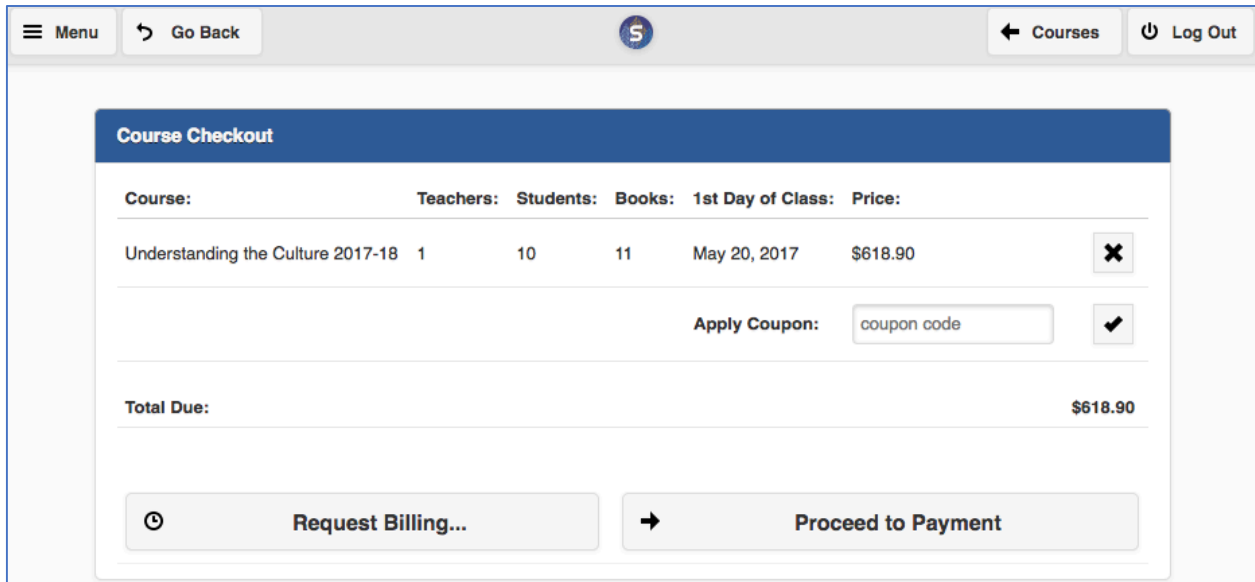 Menu Go Back S Courses Log Out
Course Checkout
Course: Teachers: Students: Books: 1st Day of Class: Price:
Understanding the Culture 2017-18 1 10 11 May 20, 2017 $618.90
Apply Coupon: coupon code
Total Due: $618.90
Request Billing... Proceed to Payment